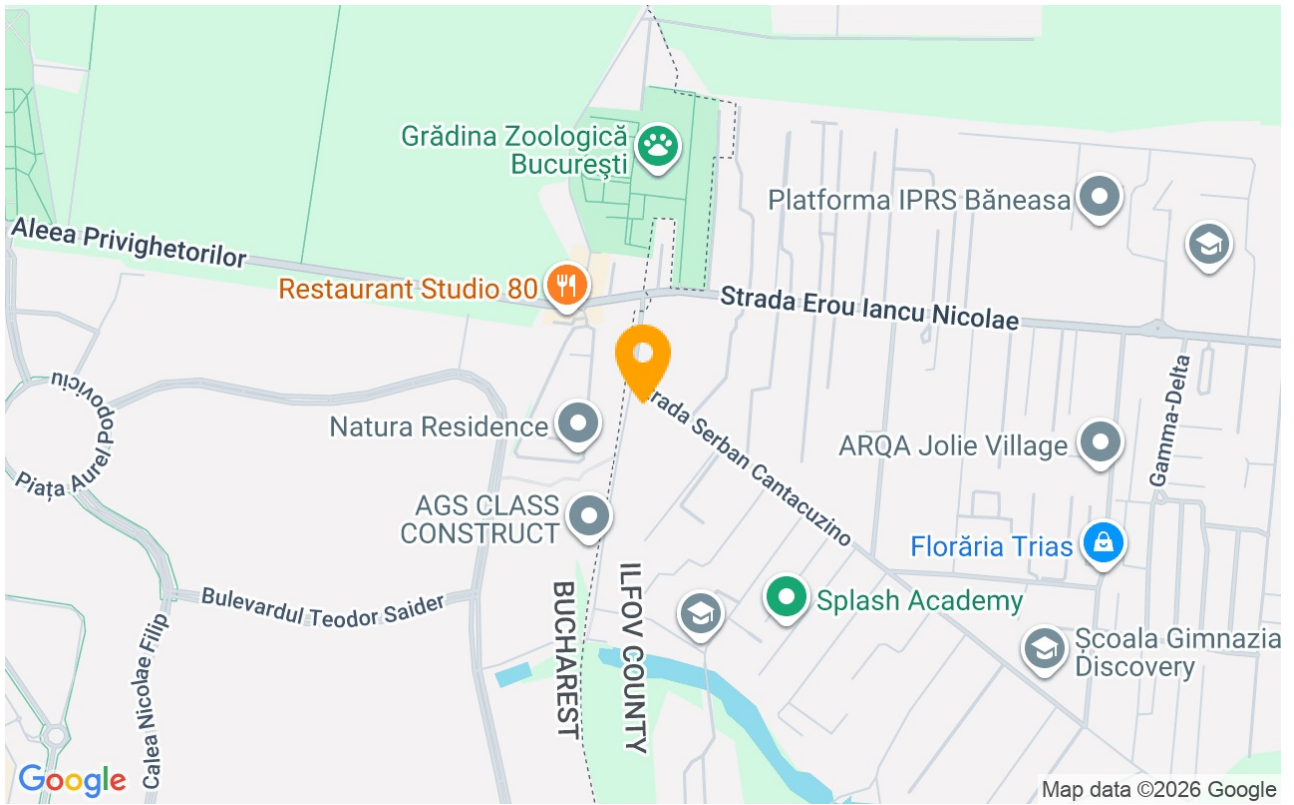 Grădina Zoologică
București
Platforma IPRS Băneasa
Aleea Privighetorilor
Restaurant Studio 80
Strada Erou Iancu Nicolae
Piața Aurel Popoviciu
Natura Residence
rada Serban Cantacuzino
ARQA Jolie Village
Gamma-Delta
AGS CLASS
CONSTRUCT
Florăria Trias
Bulevardul Teodor Saider
Splash Academy
ILFOV COUNTY
BUCHAREST
Școala Gimnazia
Discovery
Calea Nicolae Filip
Google
Map data ©2026 Google